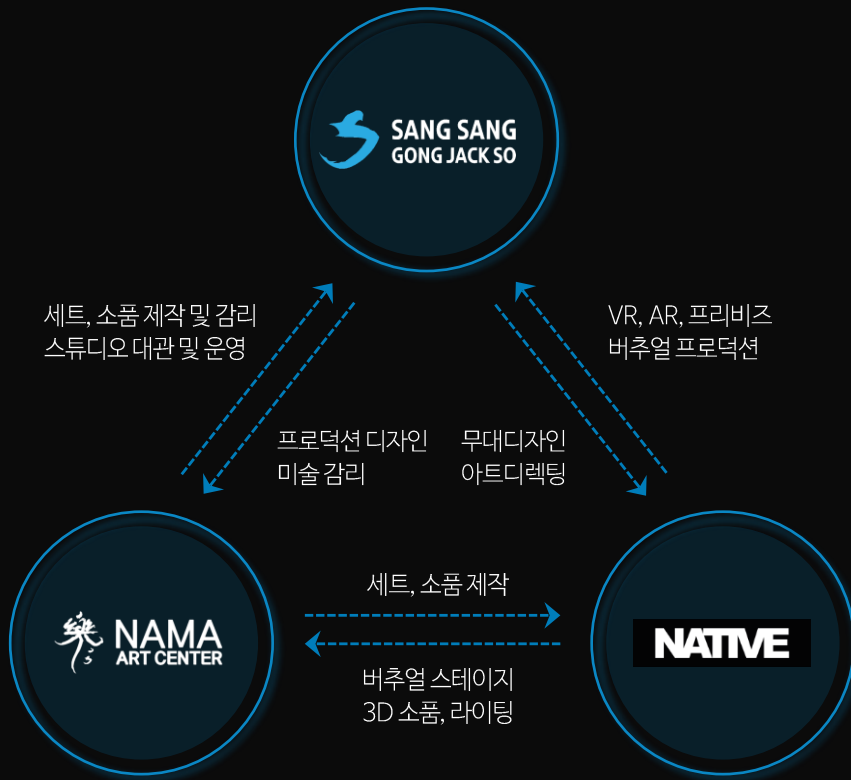 SANG SANG
GONG JACK SO
세트, 소품 제작 및 감리
스튜디오 대관 및 운영
VR, AR, 프리비즈
버추얼 프로덕션
프로덕션 디자인
미술 감리
무대디자인
아트디렉팅
세트, 소품 제작
NAMA
ART CENTER
NATIVE
버추얼 스테이지
3D 소품, 라이팅